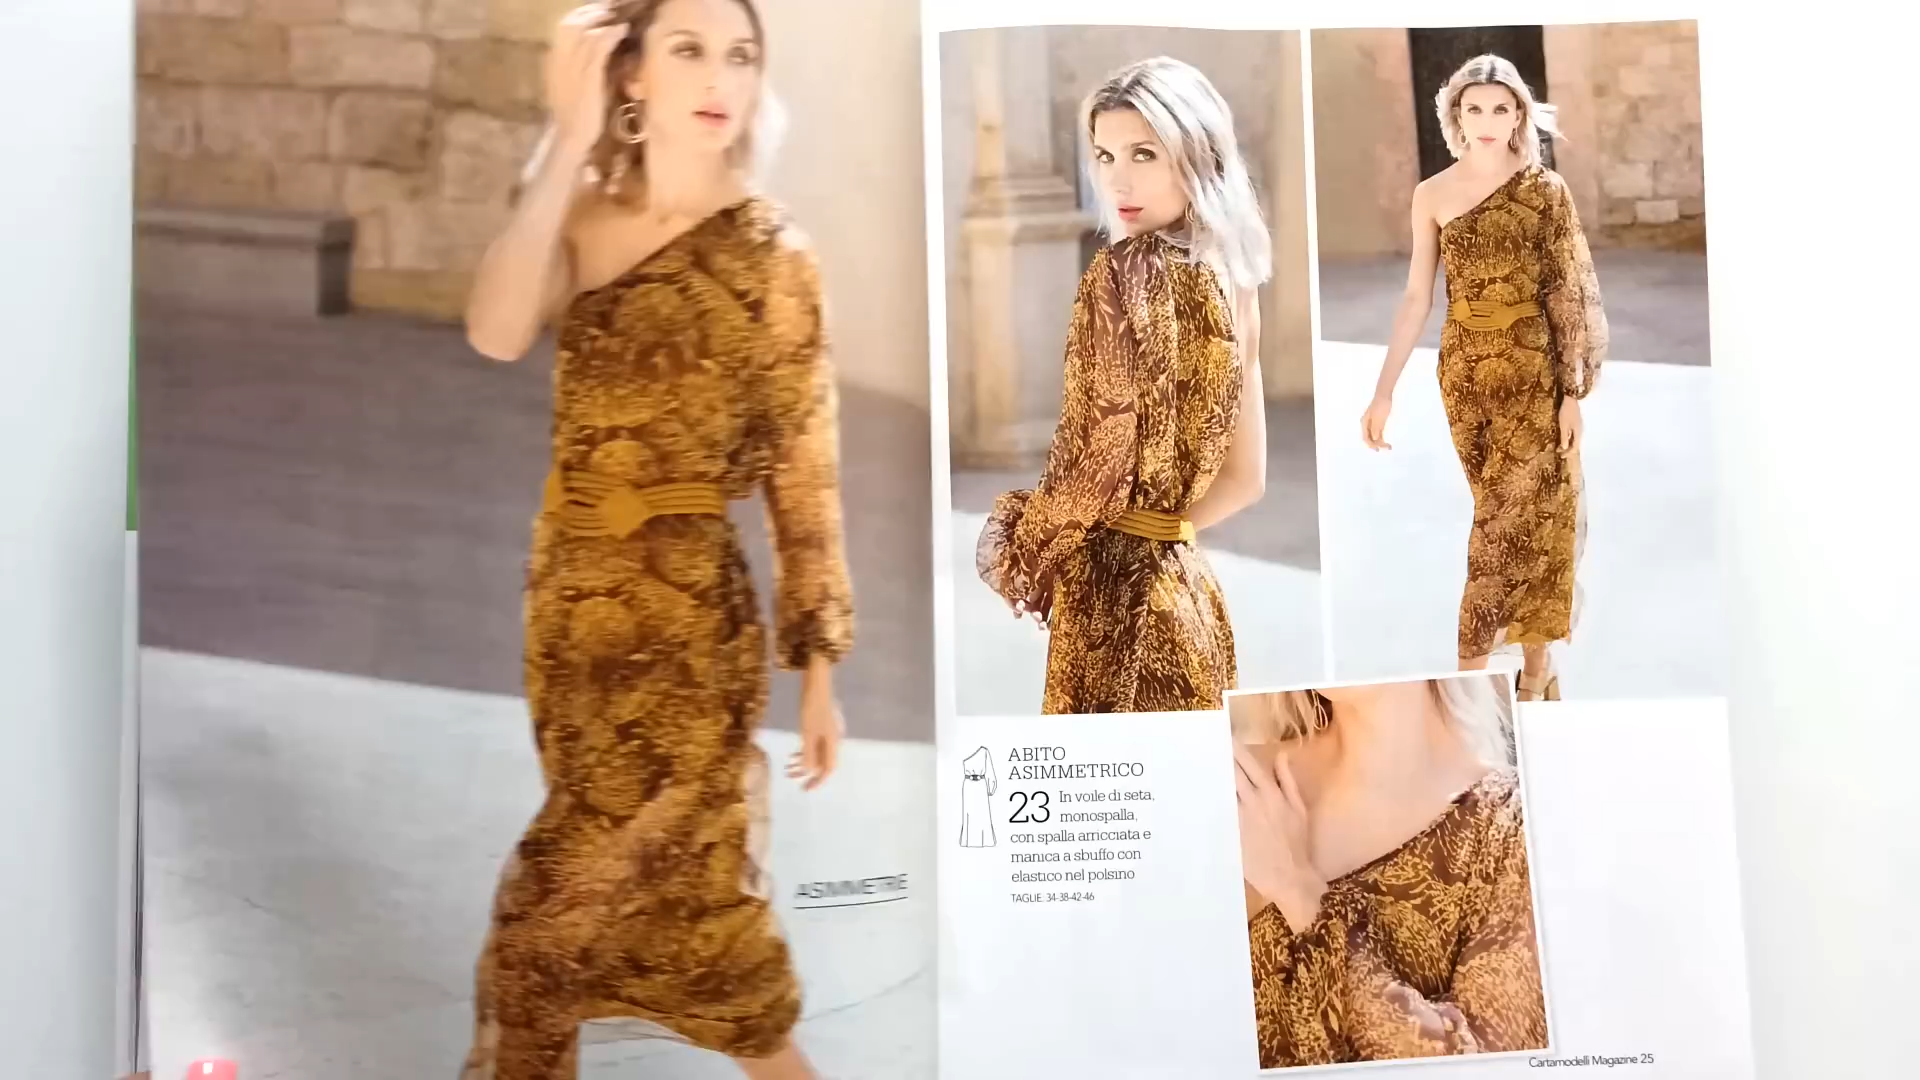 ASIMMETRIE
ABITO
ASIMMETRICO
23 In voile di seta,
monospalla,
con spalla arricciata e
manica a sbuffo con
elastico nel polsino
TAGLIE: 34-38-42-46
Cartamodelli Magazine 25